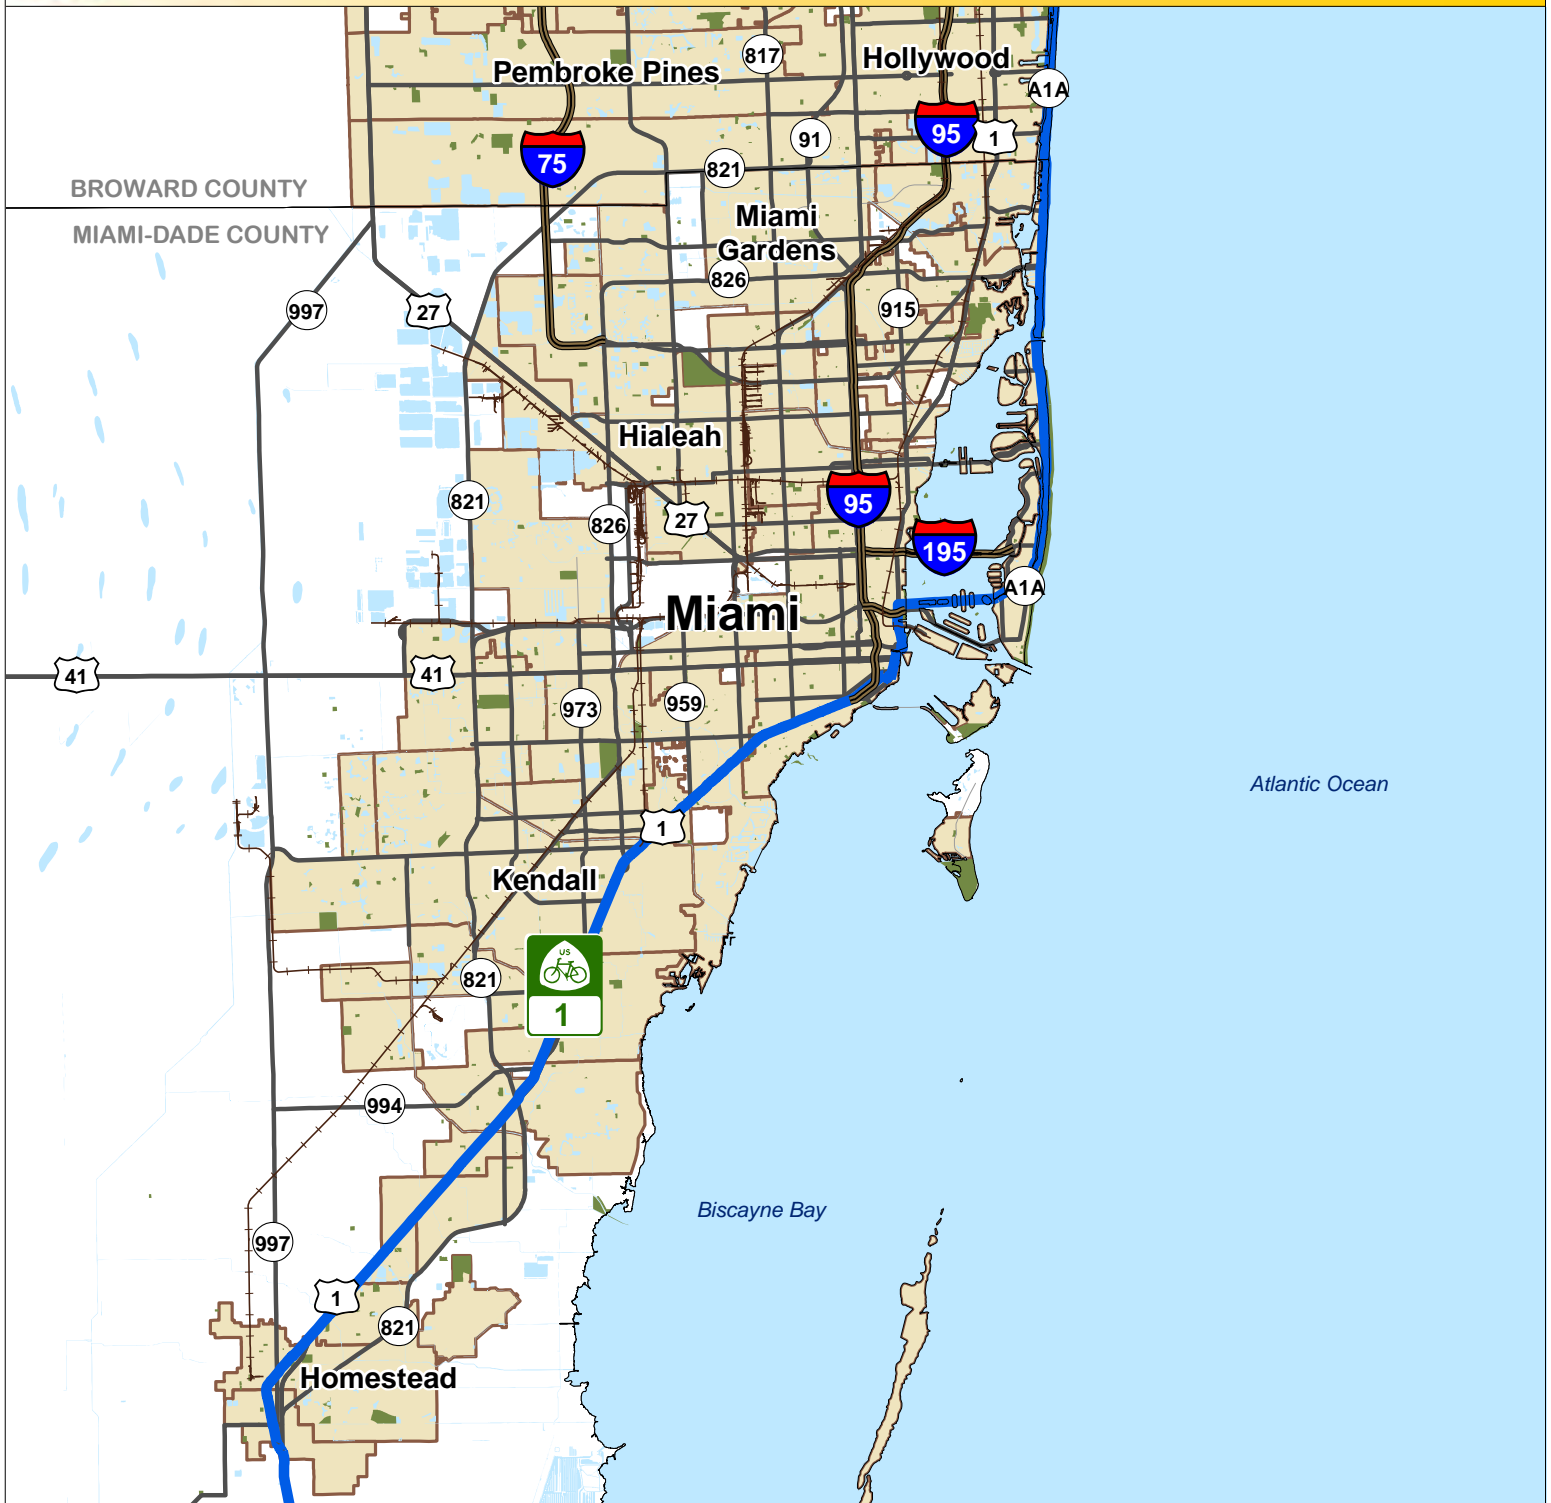 817
Hollywood
Pembroke Pines
A1A
95
1
91
75
821
BROWARD COUNTY
MIAMI-DADE COUNTY
Miami
Gardens
826
997
27
915
Hialeah
821
95
27
826
195
A1A
Miami
41
41
973
959
Atlantic Ocean
1
Kendall
US
1
821
994
Biscayne Bay
997
1
821
Homestead